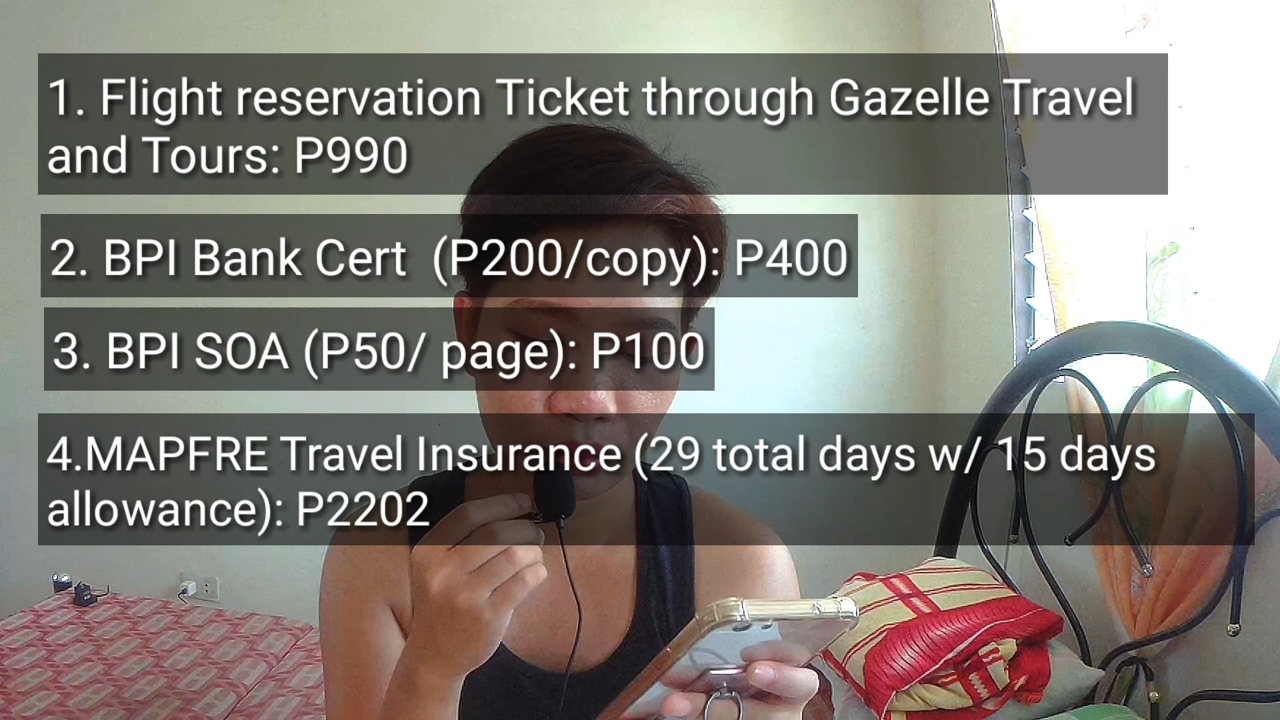 1. Flight reservation Ticket through Gazelle Travel
and Tours: P990
2. BPI Bank Cert (P200/copy): P400
3. BPI SOA (P50/ page): P100
4.MAPFRE Travel Insurance (29 total days w/ 15 days
allowance): P2202